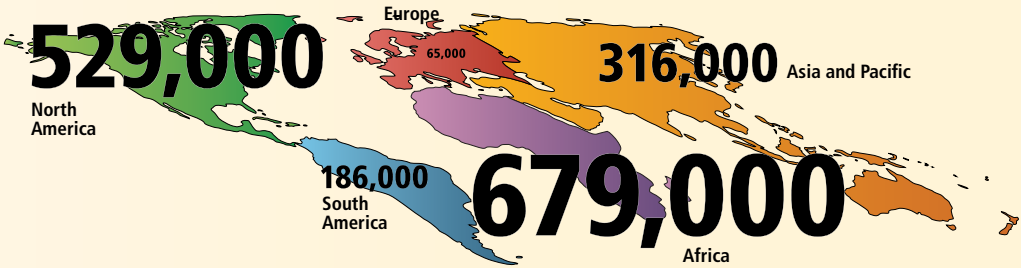 Europe
65,000
529,000
North
America
316,000
Asia and Pacific
186,000
South
America
679,000
Africa